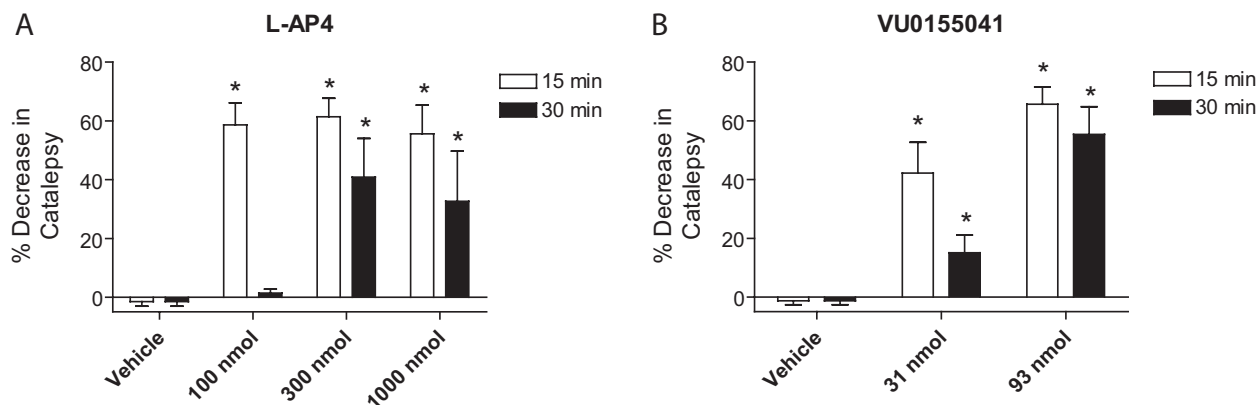 A
L-AP4
% Decrease in
Catalepsy
80
60
40
20
0
* * * * *
15 min
30 min
Vehicle
100 nmol
300 nmol
1000 nmol
B
VU0155041
% Decrease in
Catalepsy
80
60
40
20
0
* * * *
15 min
30 min
Vehicle
31 nmol
93 nmol